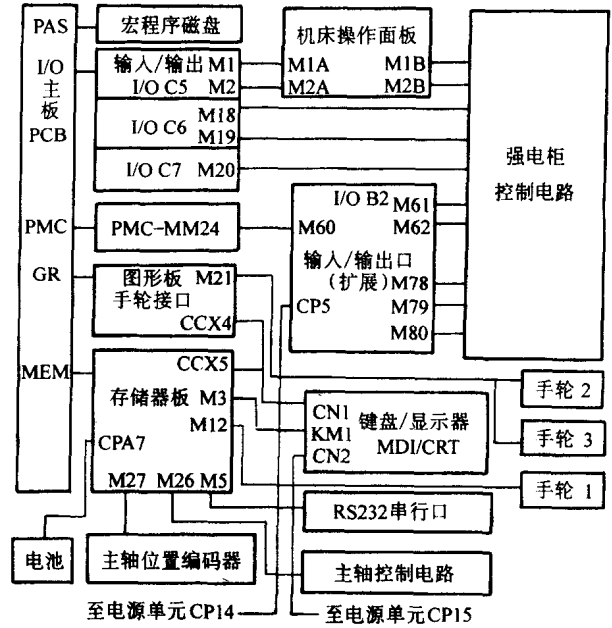 PAS
宏程序磁盘
机床操作面板
I/O
主
板
PCB
输入/输出 M1
I/O C5 M2
M1A M1B
M2A M2B
I/O C6 M18
M19
I/O C7 M20
强电柜
控制电路
PMC
PMC-MM24
I/O B2 M61
M60 M62
输入/输出口
(扩展) M78
CP5 M79
M80
GR
图形板 M21
手轮接口
CCX4
MEM
CCX5
存储器板 M3
M12
CPA7
M27 M26 M5
CN1 键盘/显示器
KM1 MDI/CRT
CN2
手轮 2
手轮 3
手轮 1
RS232串行口
电池
主轴位置编码器
主轴控制电路
至电源单元CP14
至电源单元CP15